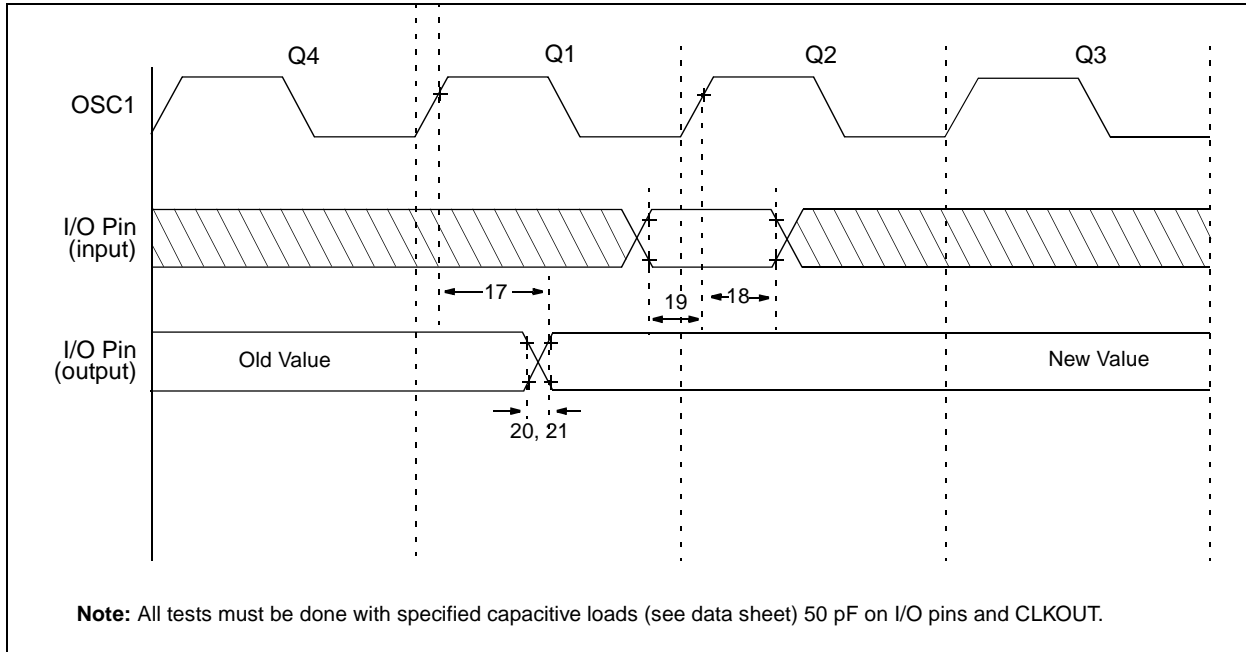 Q4
Q1
Q2
Q3
OSC1
I/O Pin
(input)
17
19
18
I/O Pin
(output)
Old Value
New Value
20, 21
Note: All tests must be done with specified capacitive loads (see data sheet) 50 pF on I/O pins and CLKOUT.